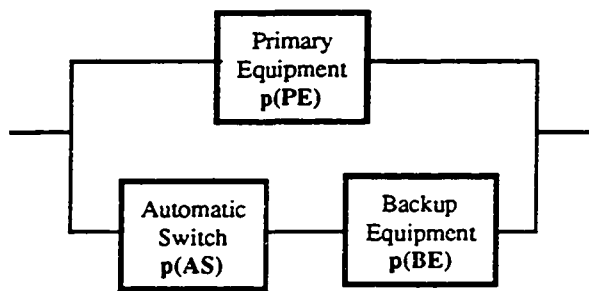 Primary
Equipment
p(PE)
Automatic
Switch
p(AS)
Backup
Equipment
p(BE)